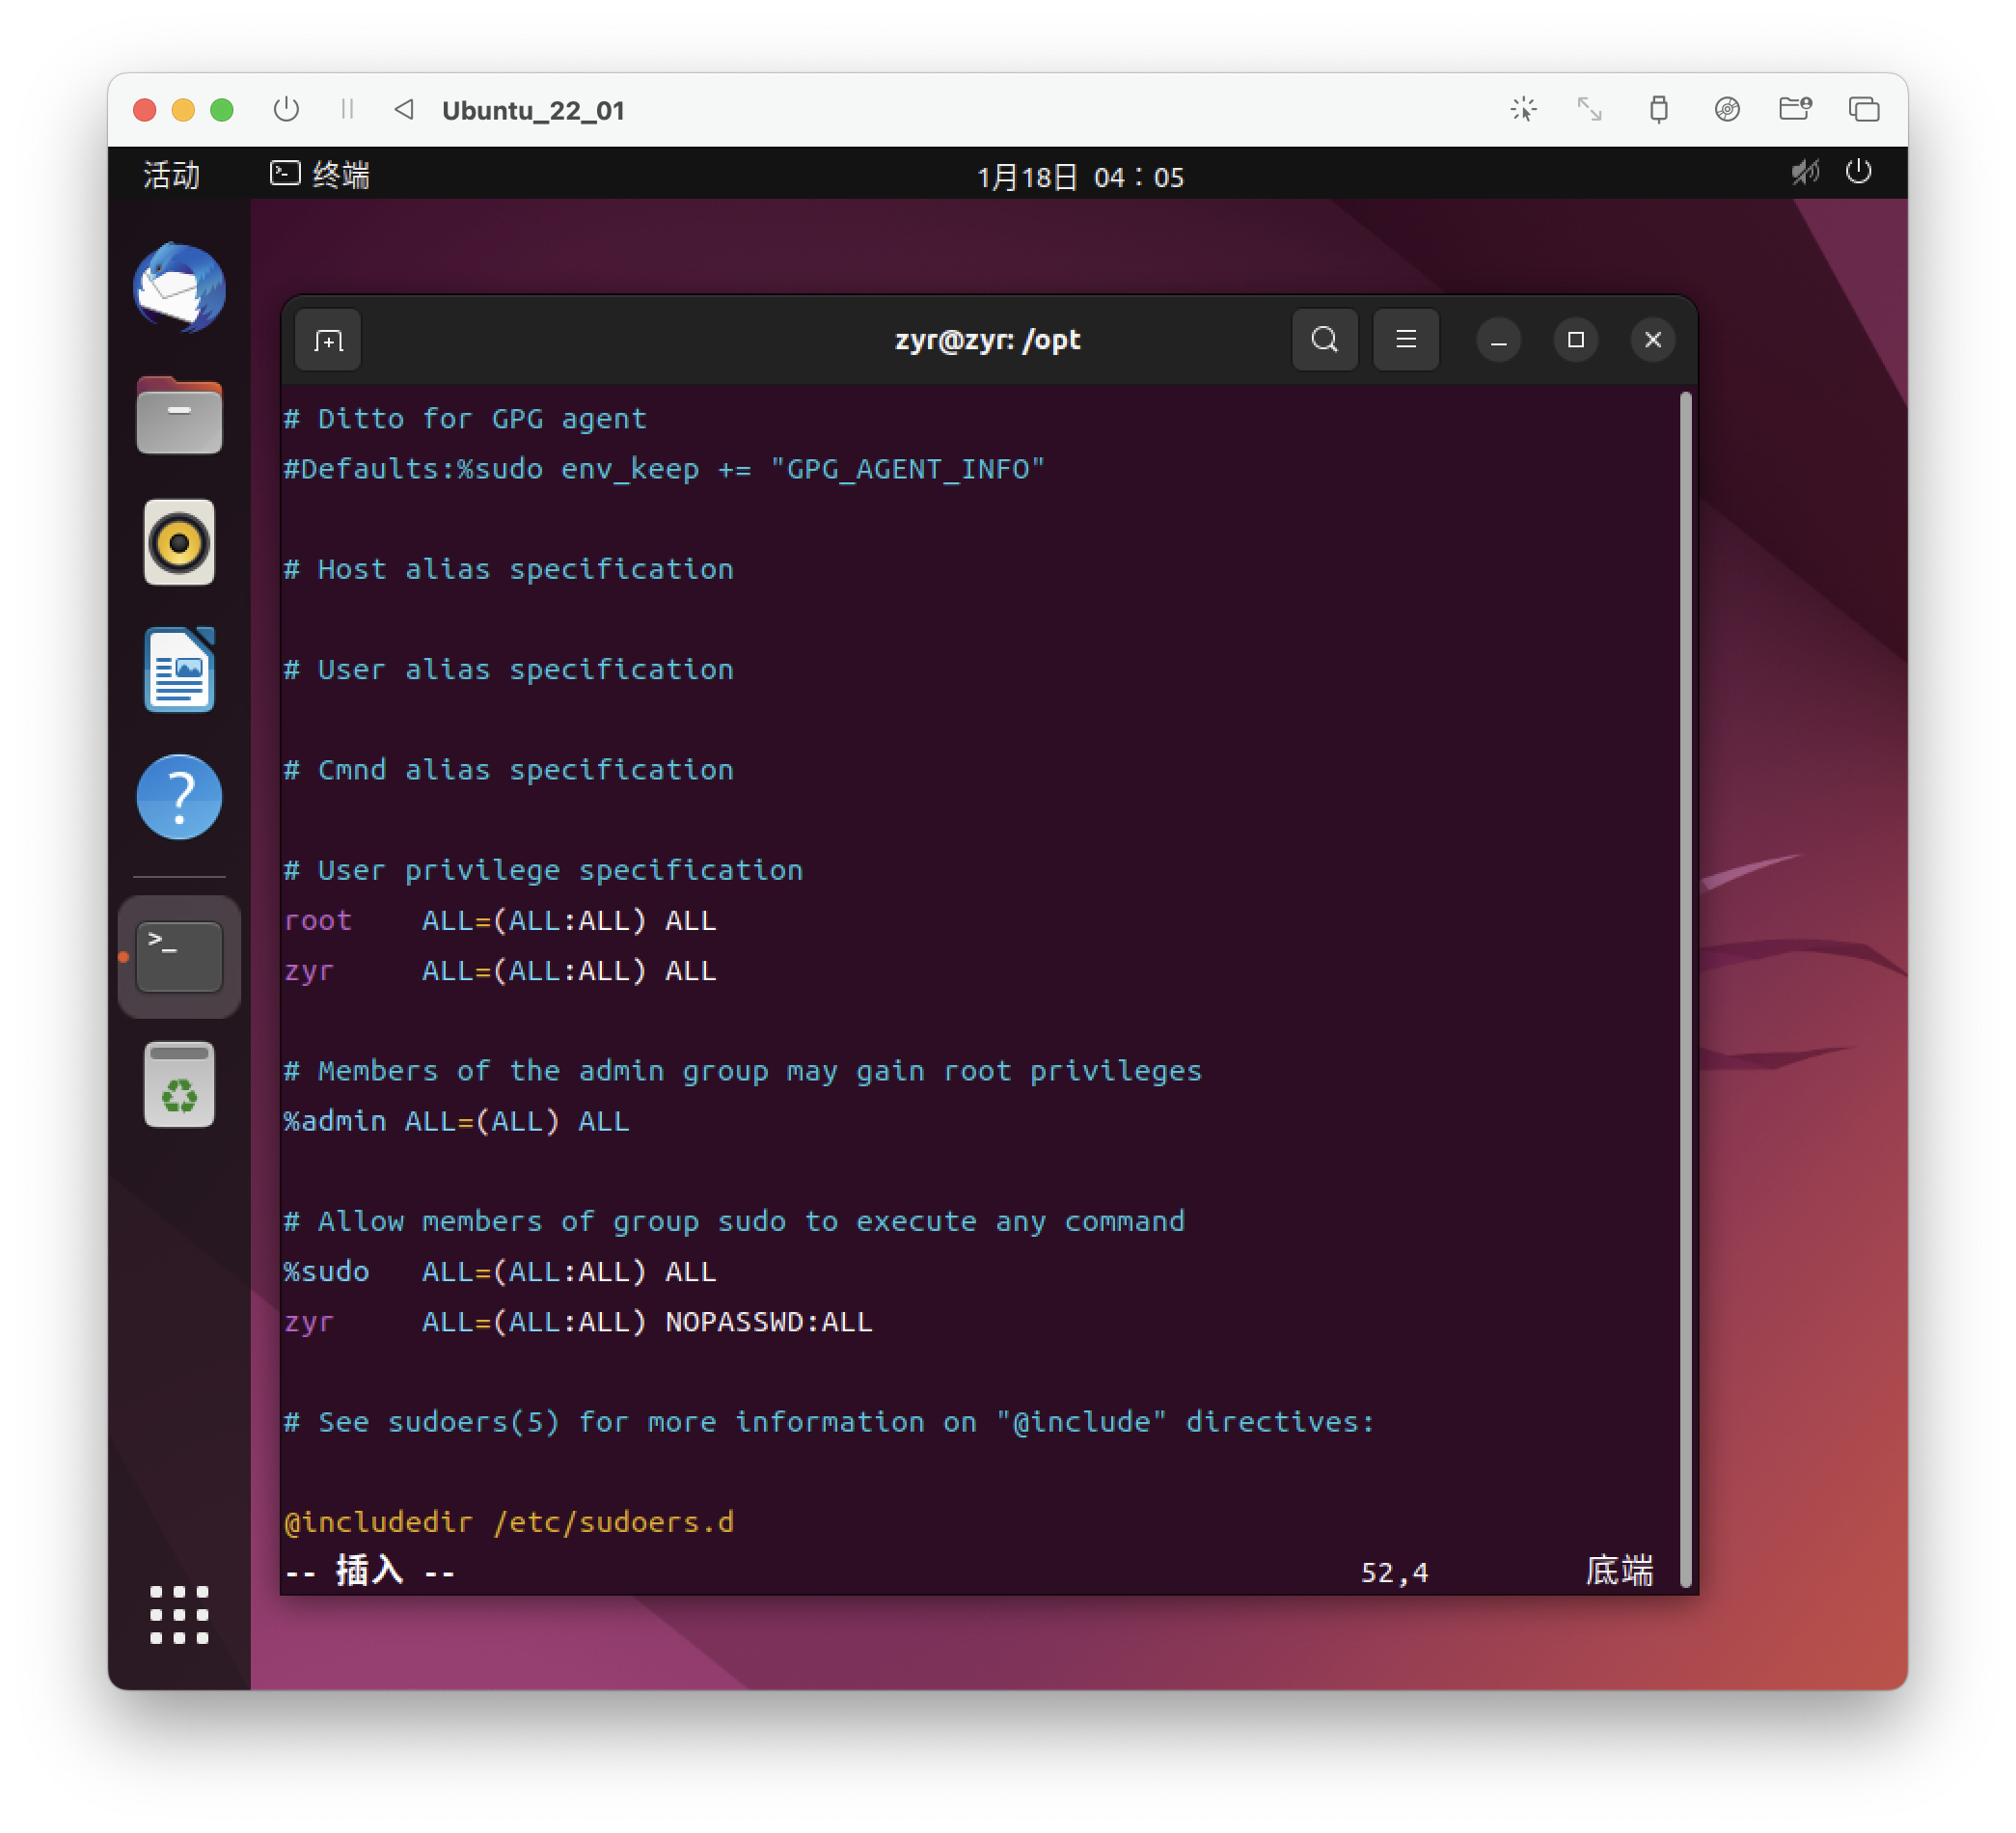 Ubuntu_22_01
活动 终端 1月18日 04：05
zyr@zyr: /opt
# Ditto for GPG agent
#Defaults:%sudo env_keep += "GPG_AGENT_INFO"
# Host alias specification
# User alias specification
# Cmnd alias specification
# User privilege specification
root    ALL=(ALL:ALL) ALL
zyr     ALL=(ALL:ALL) ALL
# Members of the admin group may gain root privileges
%admin ALL=(ALL) ALL
# Allow members of group sudo to execute any command
%sudo   ALL=(ALL:ALL) ALL
zyr     ALL=(ALL:ALL) NOPASSWD:ALL
# See sudoers(5) for more information on "@include" directives:
@includedir /etc/sudoers.d
-- 插入 -- 52,4 底端